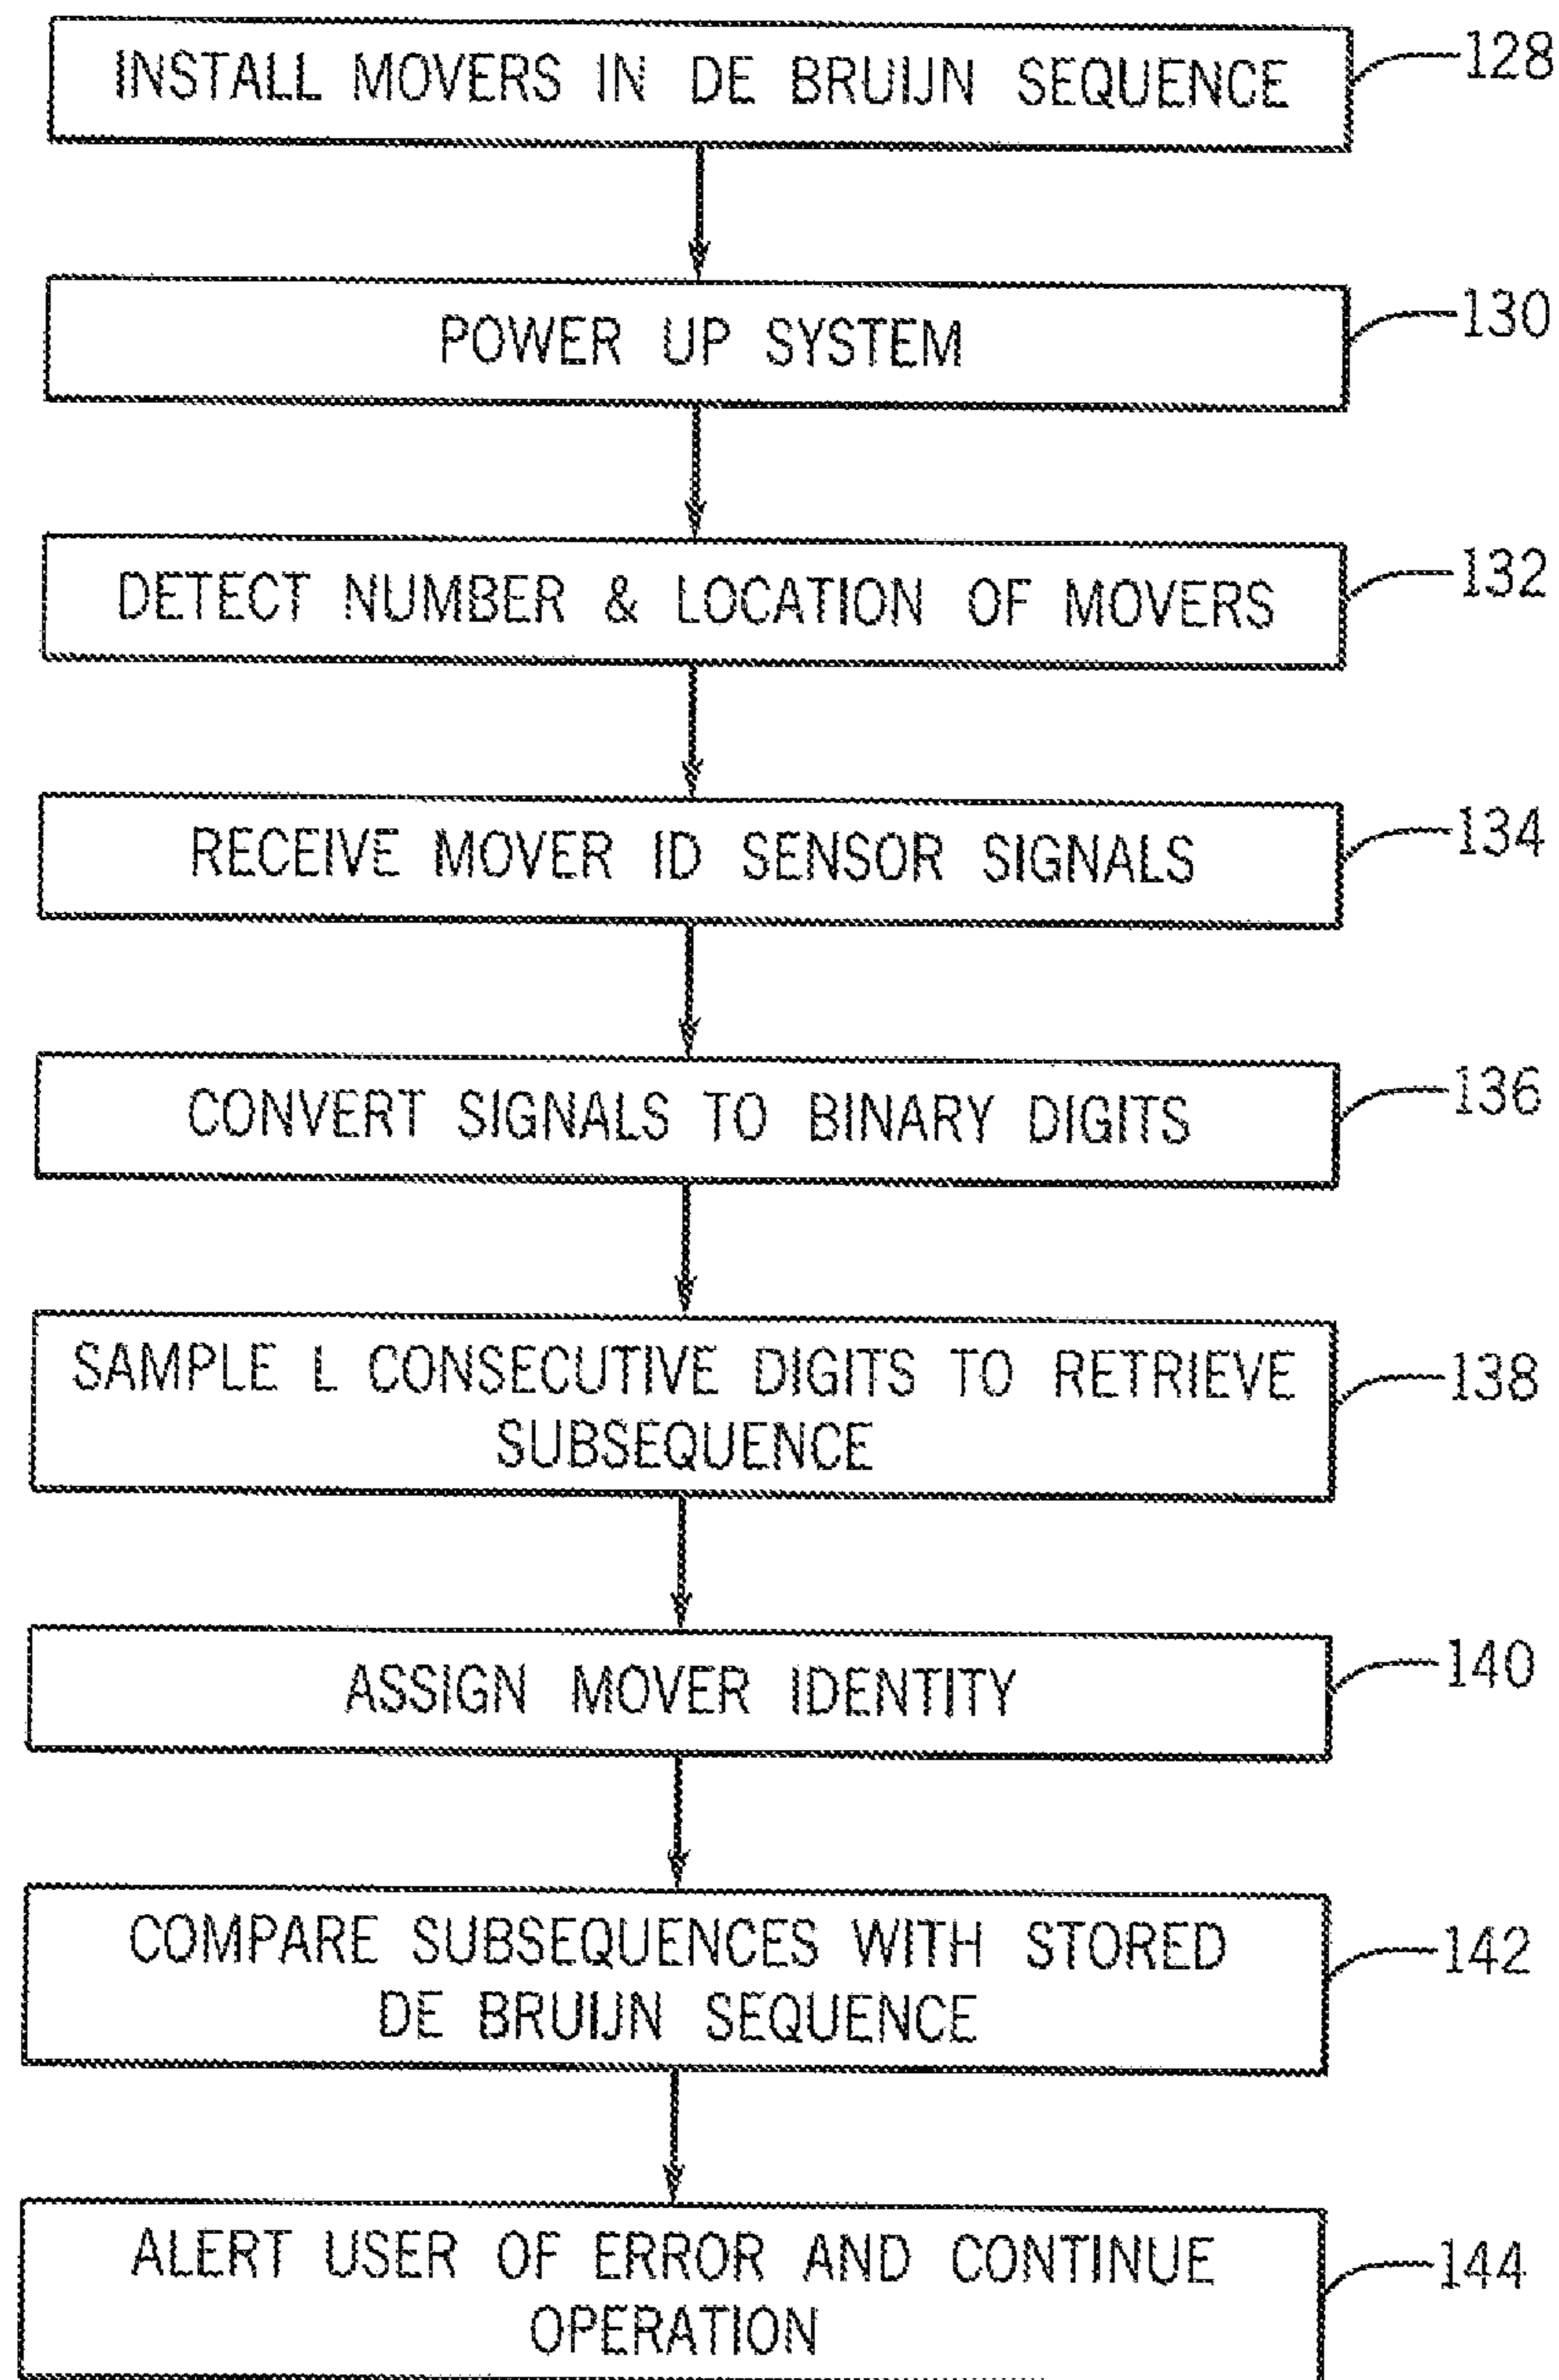 INSTALL MOVERS IN DE BRUIJN SEQUENCE
128
POWER UP SYSTEM
130
DETECT NUMBER & LOCATION OF MOVERS
132
RECEIVE MOVER ID SENSOR SIGNALS
134
CONVERT SIGNALS TO BINARY DIGITS
136
SAMPLE L CONSECUTIVE DIGITS TO RETRIEVE
SUBSEQUENCE
138
ASSIGN MOVER IDENTITY
140
COMPARE SUBSEQUENCES WITH STORED
DE BRUIJN SEQUENCE
142
ALERT USER OF ERROR AND CONTINUE
OPERATION
144